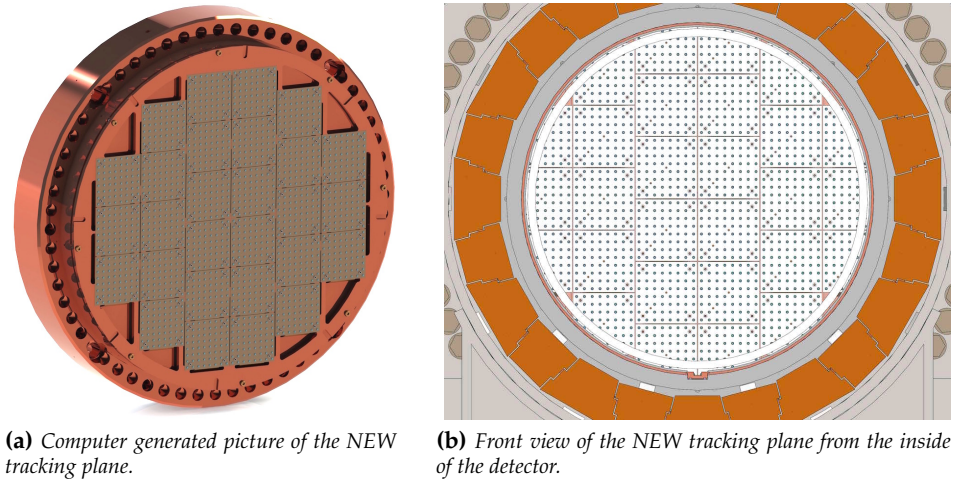 (a) Computer generated picture of the NEW
tracking plane.
(b) Front view of the NEW tracking plane from the inside
of the detector.